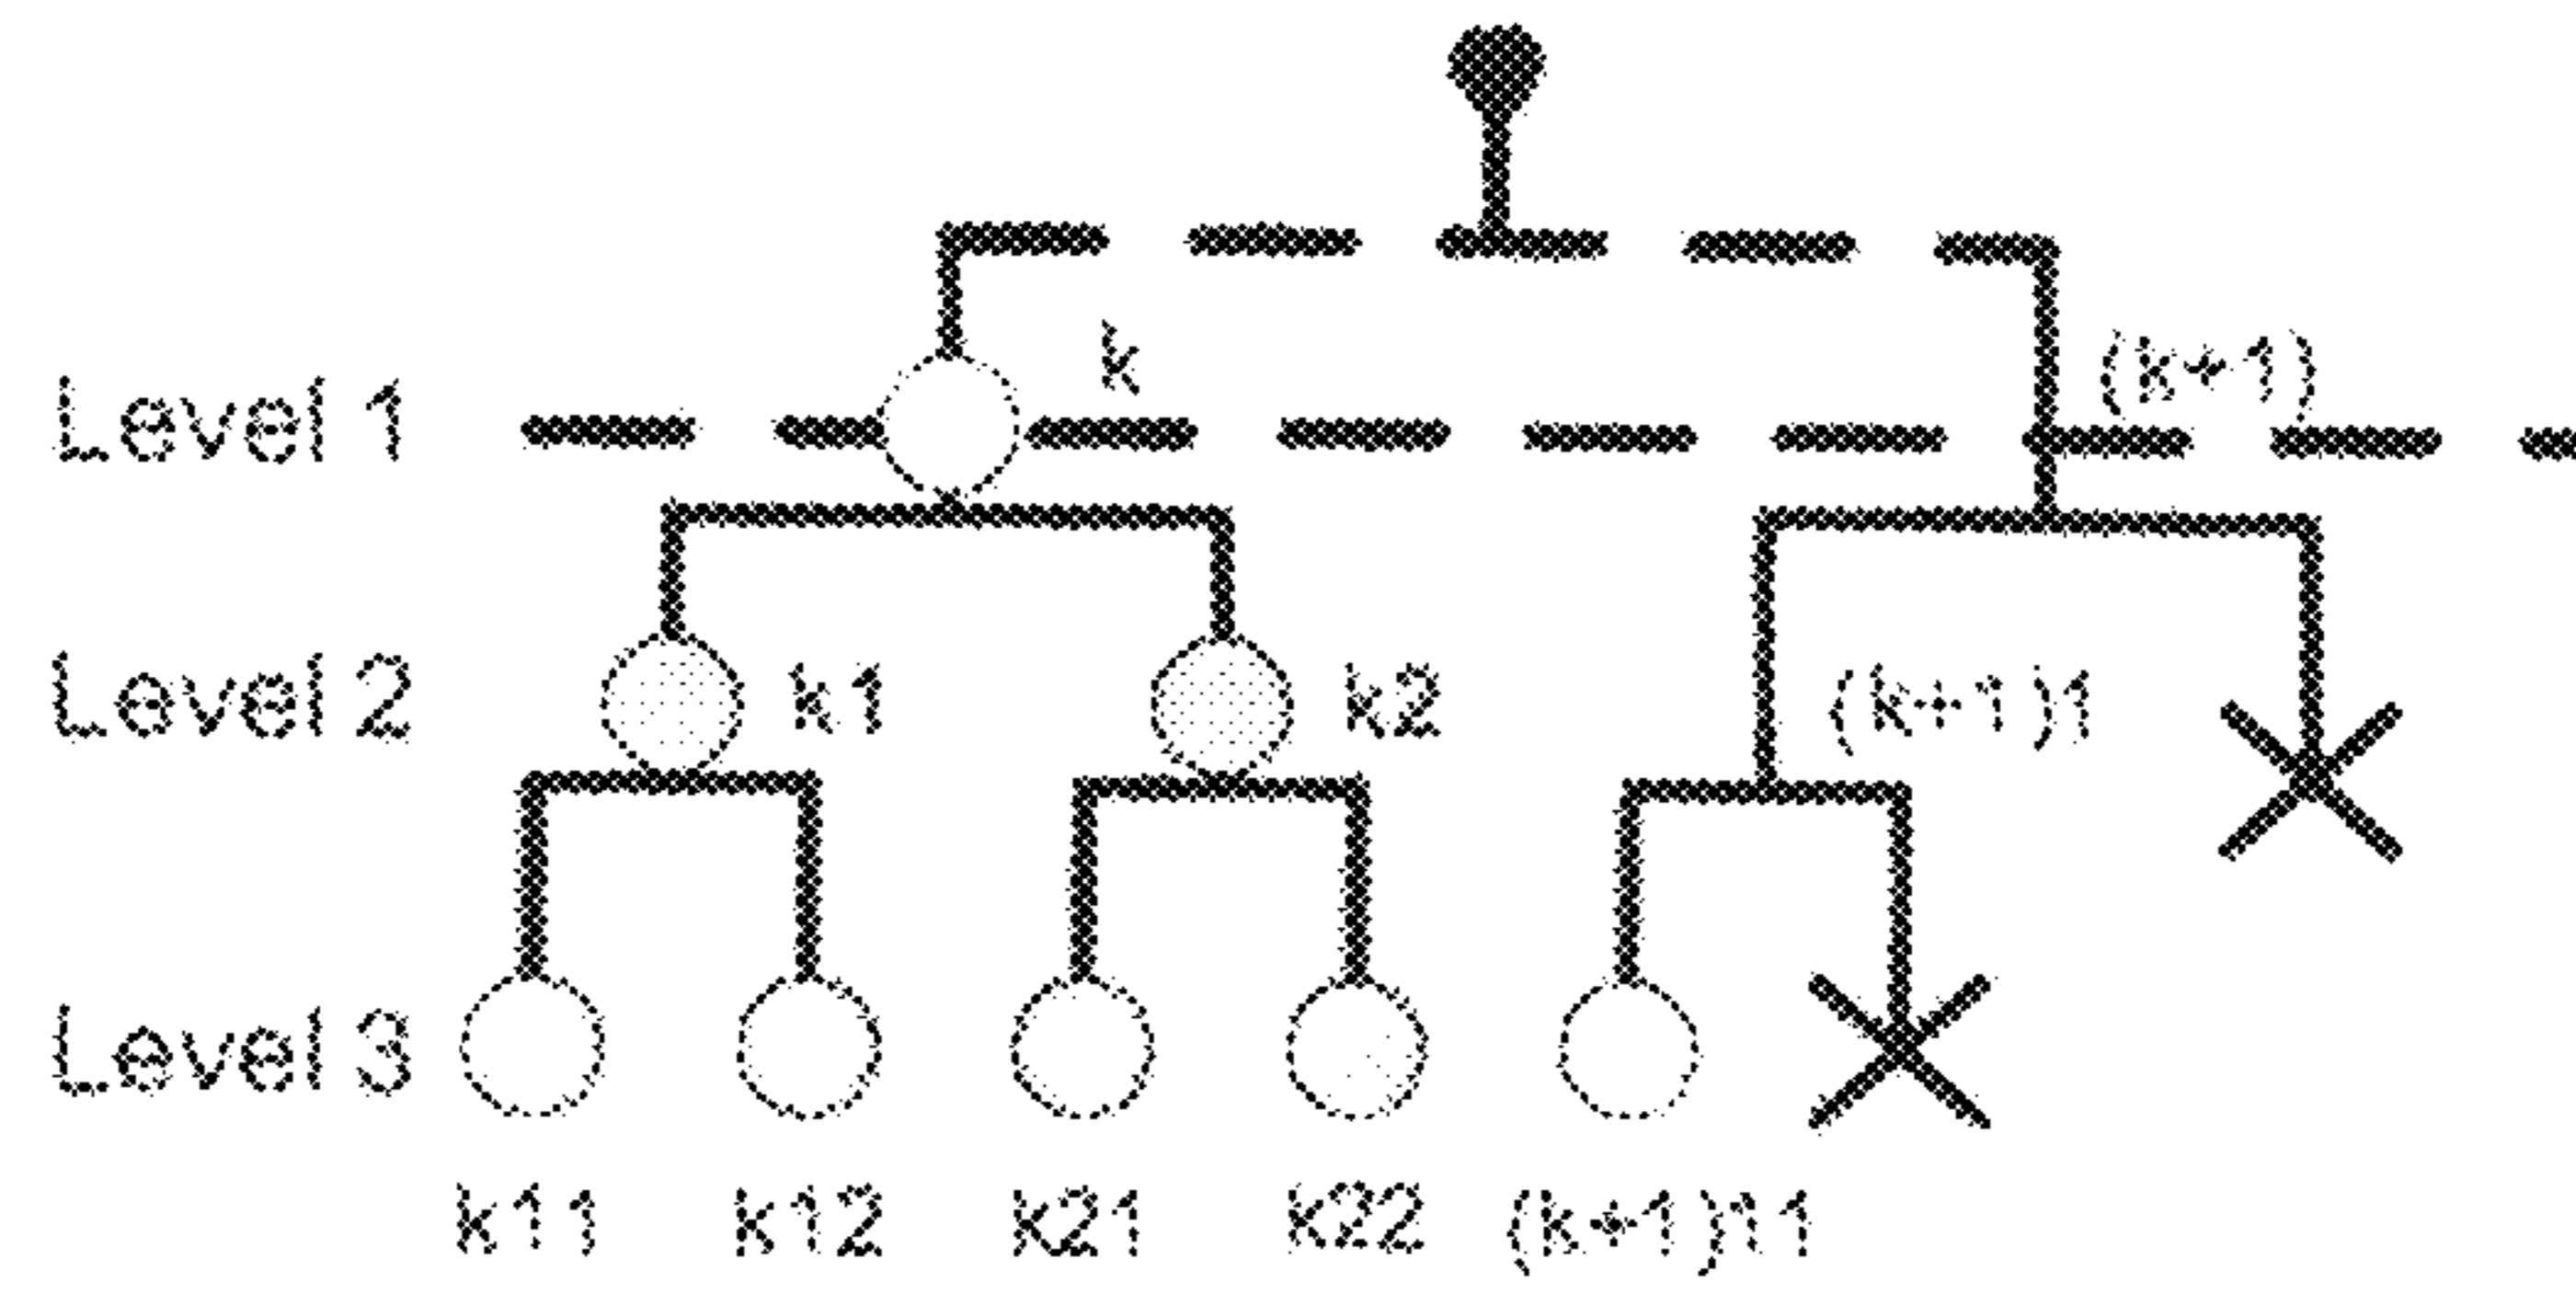 Level 1 k (k+1)
Level 2 k1 k2 (k+1)1
Level 3
k11 k12 k21 k22 (k+1)11